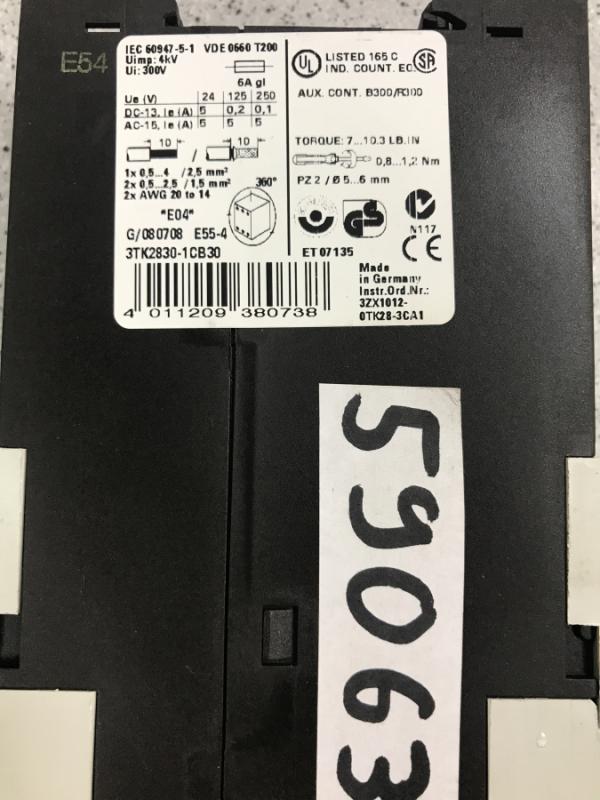 E54
IEC 60947-5-1 VDE 0660 T200
Uimp: 4kV
Ui: 300V
6A gl
Ue (V) 24 125 250
DC-13, Ie (A) 5 0,2 0,1
AC-15, Ie (A) 5 5 5
10 10
1x 0,5...4 /2,5 mm²
2x 0,5...2,5 /1,5 mm²
2x AWG 20 to 14
360°
"E04"
G/080708 E55-4
3TK2830-1CB30
4 011209 380738
UL LISTED 165 C SA
IND. CONT. EQ.
AUX. CONT. B300/R300
TORQUE: 7...10.3 LB.IN
0,8...1,2 Nm
PZ 2 / Ø 5...6 mm
GS
N117
ET 07135 CE
Made
in Germany
Instr.Ord.Nr.:
3ZX1012-
0TK28-3CA1
59063